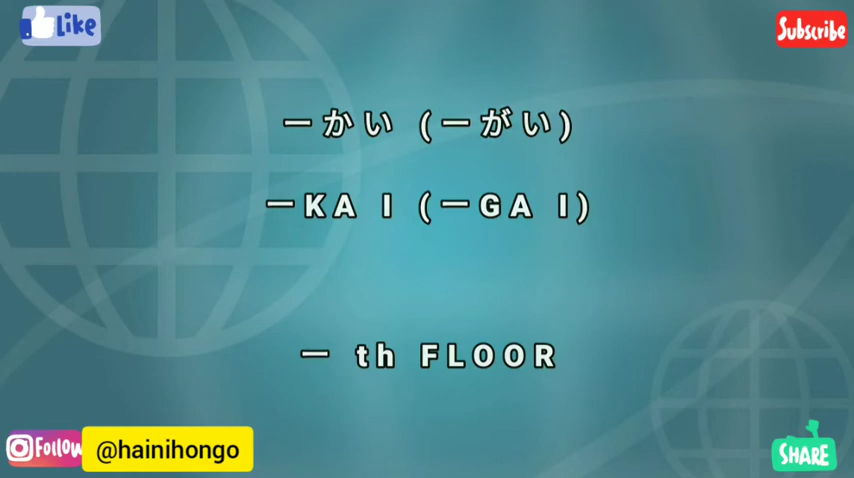 Like
Subscribe
ーかい (ーがい)
ーKA I (ーGA I)
ー th FLOOR
Follow
@hainihongo
SHARE